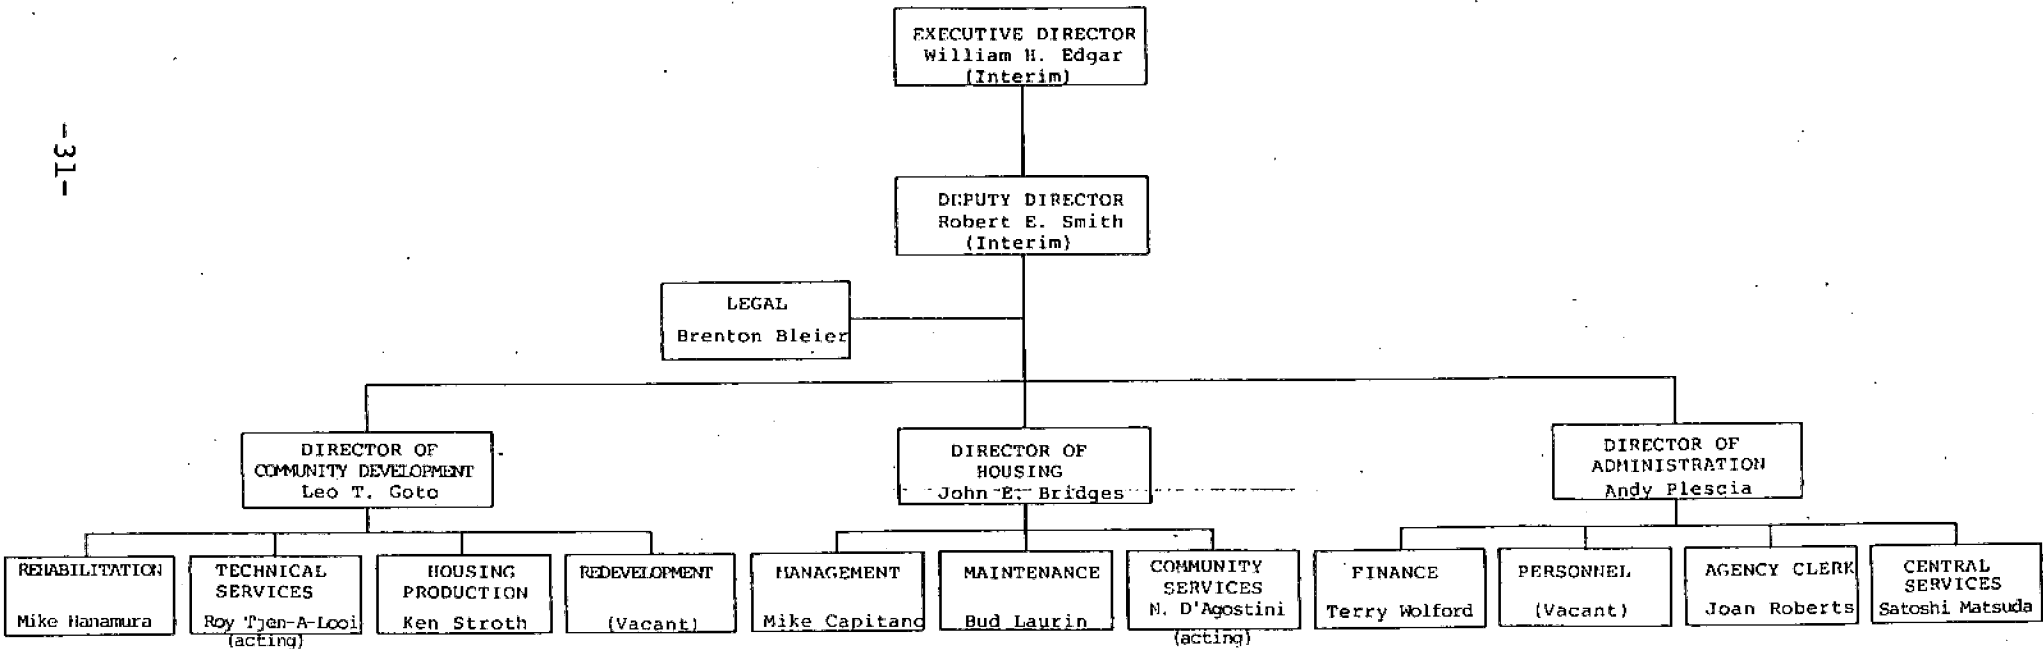 EXECUTIVE DIRECTOR
William H. Edgar
(Interim)
-31-
DEPUTY DIRECTOR
Robert E. Smith
(Interim)
LEGAL
Brenton Bleier
DIRECTOR OF
COMMUNITY DEVELOPMENT
Leo T. Goto
DIRECTOR OF
HOUSING
John E. Bridges
DIRECTOR OF
ADMINISTRATION
Andy Plescia
REHABILITATION
Mike Hanamura
TECHNICAL
SERVICES
Roy Tjen-A-Looi
(acting)
HOUSING
PRODUCTION
Ken Stroth
REDEVELOPMENT
(Vacant)
MANAGEMENT
Mike Capitano
MAINTENANCE
Bud Laurin
COMMUNITY
SERVICES
N. D'Agostini
(acting)
FINANCE
Terry Wolford
PERSONNEL
(Vacant)
AGENCY CLERK
Joan Roberts
CENTRAL
SERVICES
Satoshi Matsuda